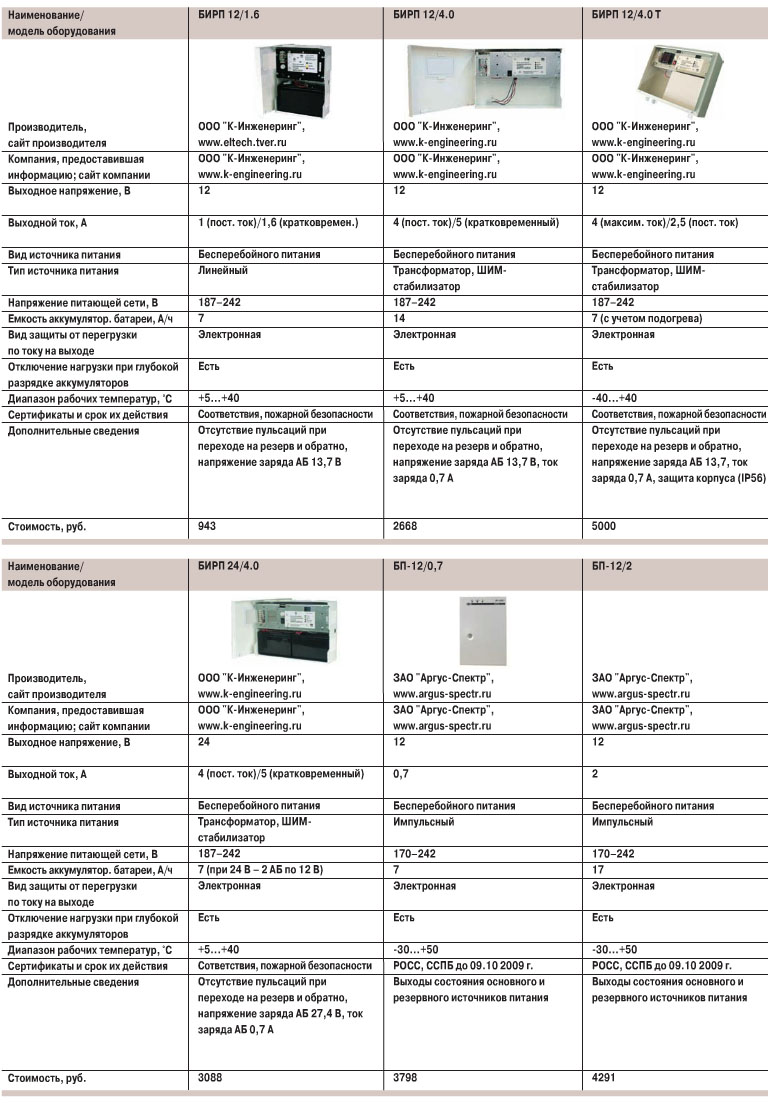 Наименование/ БИРП 12/1.6 БИРП 12/4.0 БИРП 12/4.0 Т
модель оборудования
Производитель, ООО "К-Инженеринг", ООО "К-Инженеринг", ООО "К-Инженеринг",
сайт производителя www.eltech.tver.ru www.k-engineering.ru www.k-engineering.ru
Компания, предоставившая ООО "К-Инженеринг", ООО "К-Инженеринг", ООО "К-Инженеринг",
информацию; сайт компании www.k-engineering.ru www.k-engineering.ru www.k-engineering.ru
Выходное напряжение, В 12 12 12
Выходной ток, А 1 (пост. ток)/1,6 (кратковремен.) 4 (пост. ток)/5 (кратковременный) 4 (максим. ток)/2,5 (пост. ток)
Вид источника питания Бесперебойного питания Бесперебойного питания Бесперебойного питания
Тип источника питания Линейный Трансформатор, ШИМ- Трансформатор, ШИМ-
стабилизатор стабилизатор
Напряжение питающей сети, В 187–242 187–242 187–242
Емкость аккумулятор. батареи, А/ч 7 14 7 (с учетом подогрева)
Вид защиты от перегрузки Электронная Электронная Электронная
по току на выходе
Отключение нагрузки при глубокой Есть Есть Есть
разрядке аккумуляторов
Диапазон рабочих температур, °С +5...+40 +5...+40 -40...+40
Сертификаты и срок их действия Соответствия, пожарной безопасности Соответствия, пожарной безопасности Соответствия, пожарной безопасности
Дополнительные сведения Отсутствие пульсаций при Отсутствие пульсаций при Отсутствие пульсаций при
переходе на резерв и обратно, переходе на резерв и обратно, переходе на резерв и обратно,
напряжение заряда АБ 13,7 В напряжение заряда АБ 13,7 В, ток напряжение заряда АБ 13,7, ток
заряда 0,7 А заряда 0,7 А, защита корпуса (IP56)
Стоимость, руб. 943 2668 5000
Наименование/ БИРП 24/4.0 БП-12/0,7 БП-12/2
модель оборудования
Производитель, ООО "К-Инженеринг", ЗАО "Аргус-Спектр", ЗАО "Аргус-Спектр",
сайт производителя www.k-engineering.ru www.argus-spectr.ru www.argus-spectr.ru
Компания, предоставившая ООО "К-Инженеринг", ЗАО "Аргус-Спектр", ЗАО "Аргус-Спектр",
информацию; сайт компании www.k-engineering.ru www.argus-spectr.ru www.argus-spectr.ru
Выходное напряжение, В 24 12 12
Выходной ток, А 4 (пост. ток)/5 (кратковременный) 0,7 2
Вид источника питания Бесперебойного питания Бесперебойного питания Бесперебойного питания
Тип источника питания Трансформатор, ШИМ- Импульсный Импульсный
стабилизатор
Напряжение питающей сети, В 187–242 170–242 170–242
Емкость аккумулятор. батареи, А/ч 7 (при 24 В – 2 АБ по 12 В) 7 17
Вид защиты от перегрузки Электронная Электронная Электронная
по току на выходе
Отключение нагрузки при глубокой Есть Есть Есть
разрядке аккумуляторов
Диапазон рабочих температур, °С +5...+40 -30...+50 -30...+50
Сертификаты и срок их действия Сответствия, пожарной безопасности РОСС, ССПБ до 09.10 2009 г. РОСС, ССПБ до 09.10 2009 г.
Дополнительные сведения Отсутствие пульсаций при Выходы состояния основного и Выходы состояния основного и
переходе на резерв и обратно, резервного источников питания резервного источников питания
напряжение заряда АБ 27,4 В, ток
заряда АБ 0,7 А
Стоимость, руб. 3088 3798 4291